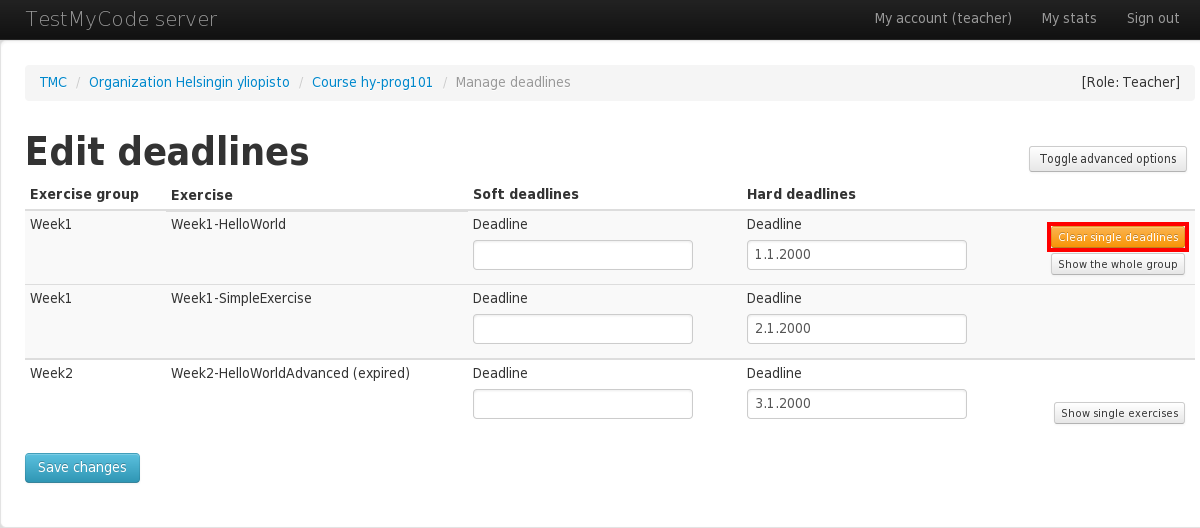 TestMyCode server
My account (teacher) My stats Sign out
TMC / Organization Helsingin yliopisto / Course hy-prog101 / Manage deadlines [Role: Teacher]
Edit deadlines
Toggle advanced options
Exercise group Exercise Soft deadlines Hard deadlines
Week1 Week1-HelloWorld Deadline Deadline
1.1.2000
Clear single deadlines
Show the whole group
Week1 Week1-SimpleExercise Deadline Deadline
2.1.2000
Week2 Week2-HelloWorldAdvanced (expired) Deadline Deadline
3.1.2000
Show single exercises
Save changes